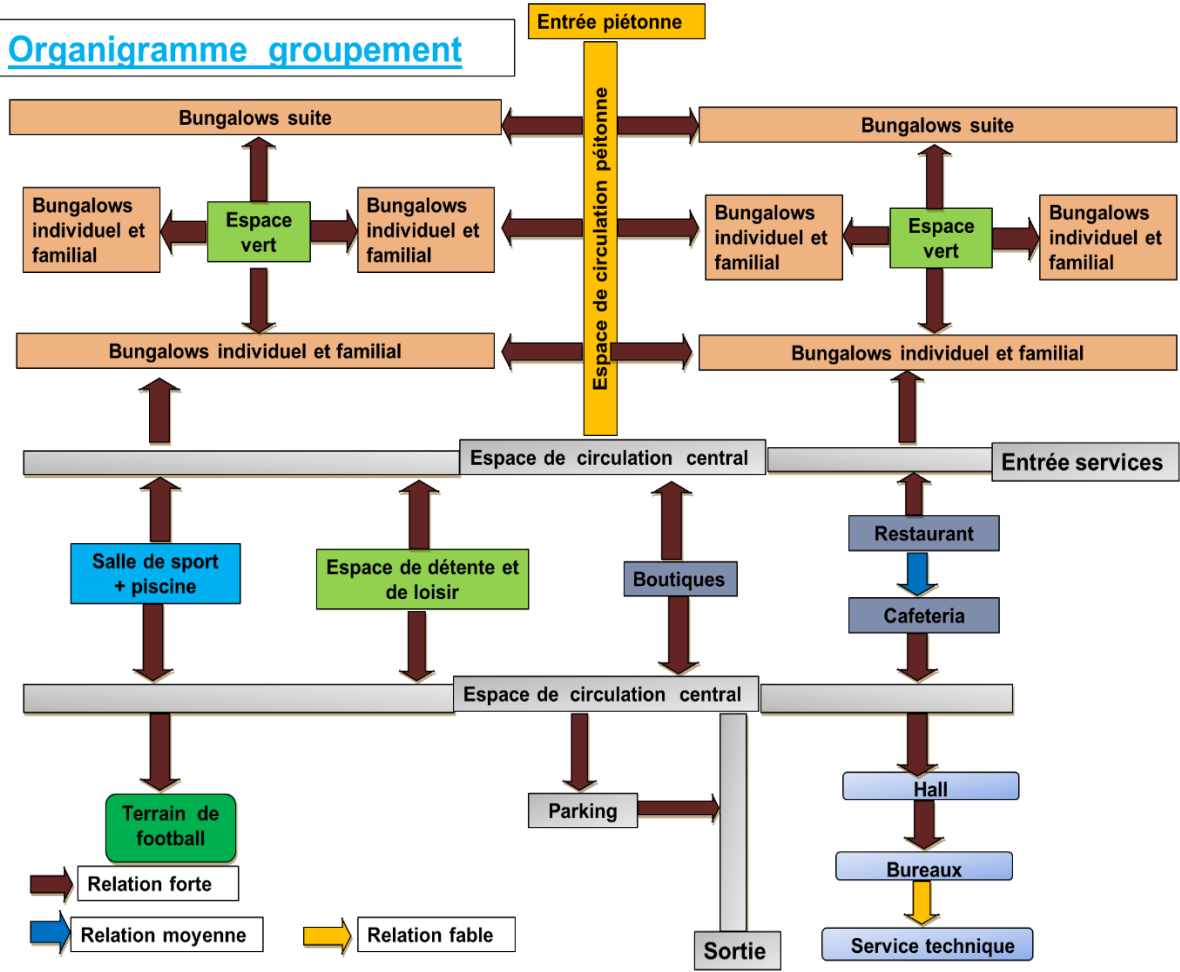 Entrée piétonne
Organigramme groupement
Espace de circulation péitonne
Bungalows suite
Bungalows suite
Bungalows
individuel et
familial
Espace
vert
Bungalows
individuel et
familial
Bungalows
individuel et
familial
Espace
vert
Bungalows
individuel et
familial
Bungalows individuel et familial
Bungalows individuel et familial
Espace de circulation central
Entrée services
Salle de sport
+ piscine
Espace de détente et
de loisir
Boutiques
Restaurant
Cafeteria
Espace de circulation central
Terrain de
football
Parking
Hall
Bureaux
Service technique
Sortie
Relation forte
Relation moyenne
Relation fable